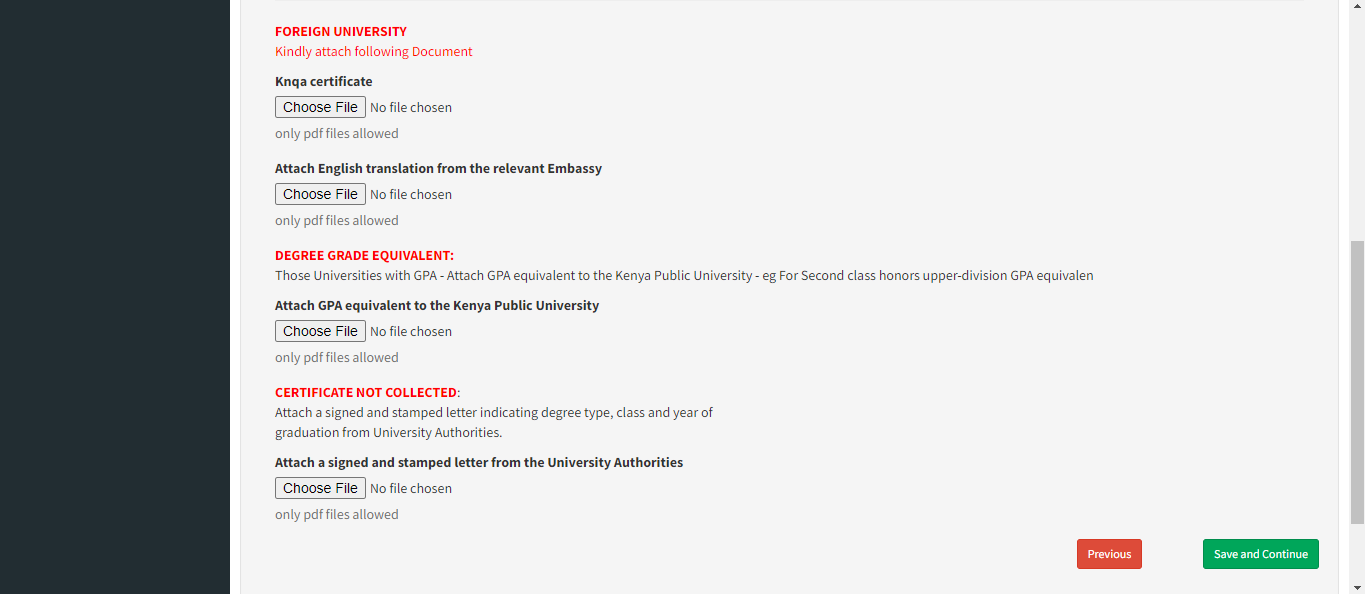 FOREIGN UNIVERSITY
Kindly attach following Document
Knqa certificate
Choose File No file chosen
only pdf files allowed
Attach English translation from the relevant Embassy
Choose File No file chosen
only pdf files allowed
DEGREE GRADE EQUIVALENT:
Those Universities with GPA - Attach GPA equivalent to the Kenya Public University - eg For Second class honors upper-division GPA equivalen
Attach GPA equivalent to the Kenya Public University
Choose File No file chosen
only pdf files allowed
CERTIFICATE NOT COLLECTED:
Attach a signed and stamped letter indicating degree type, class and year of
graduation from University Authorities.
Attach a signed and stamped letter from the University Authorities
Choose File No file chosen
only pdf files allowed
Previous Save and Continue